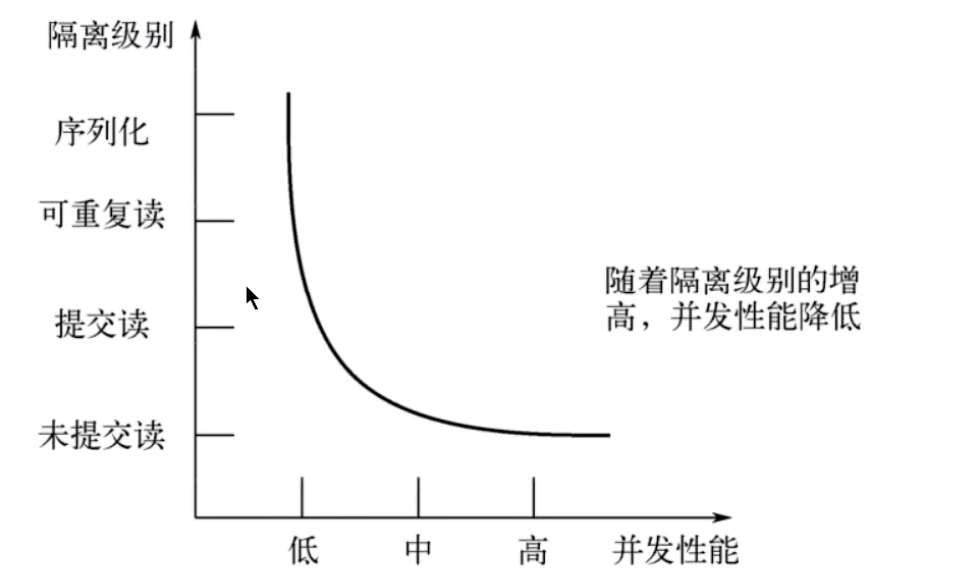 隔离级别
序列化
可重复读
提交读
未提交读
随着隔离级别的增
高，并发性能降低
低
中
高
并发性能